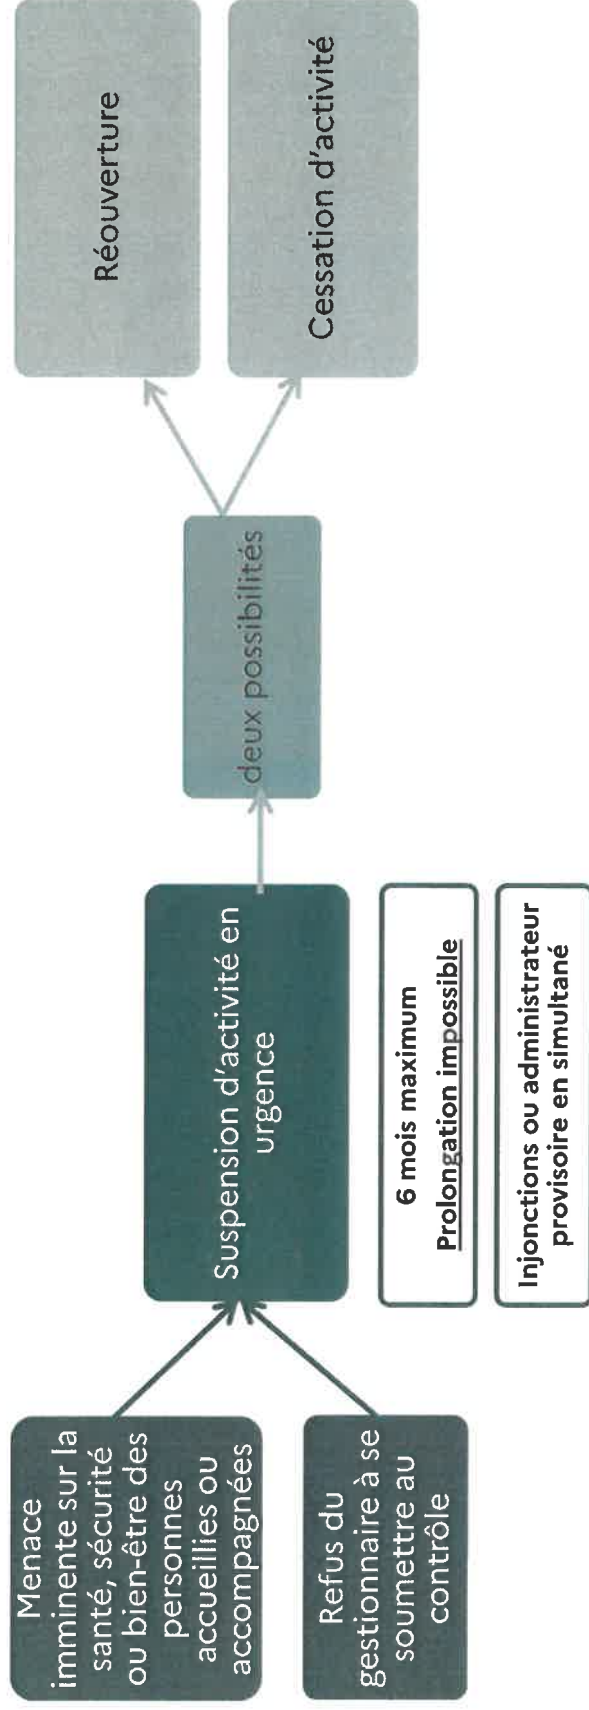 Menace
imminente sur la
santé, sécurité
ou bien-être des
personnes
accueillies ou
accompagnées
Refus du
gestionnaire à se
soumettre au
contrôle
Suspension d'activité en
urgence
6 mois maximum
Prolongation impossible
Injonctions ou administrateur
provisoire en simultané
deux possibilités
Réouverture
Cessation d'activité